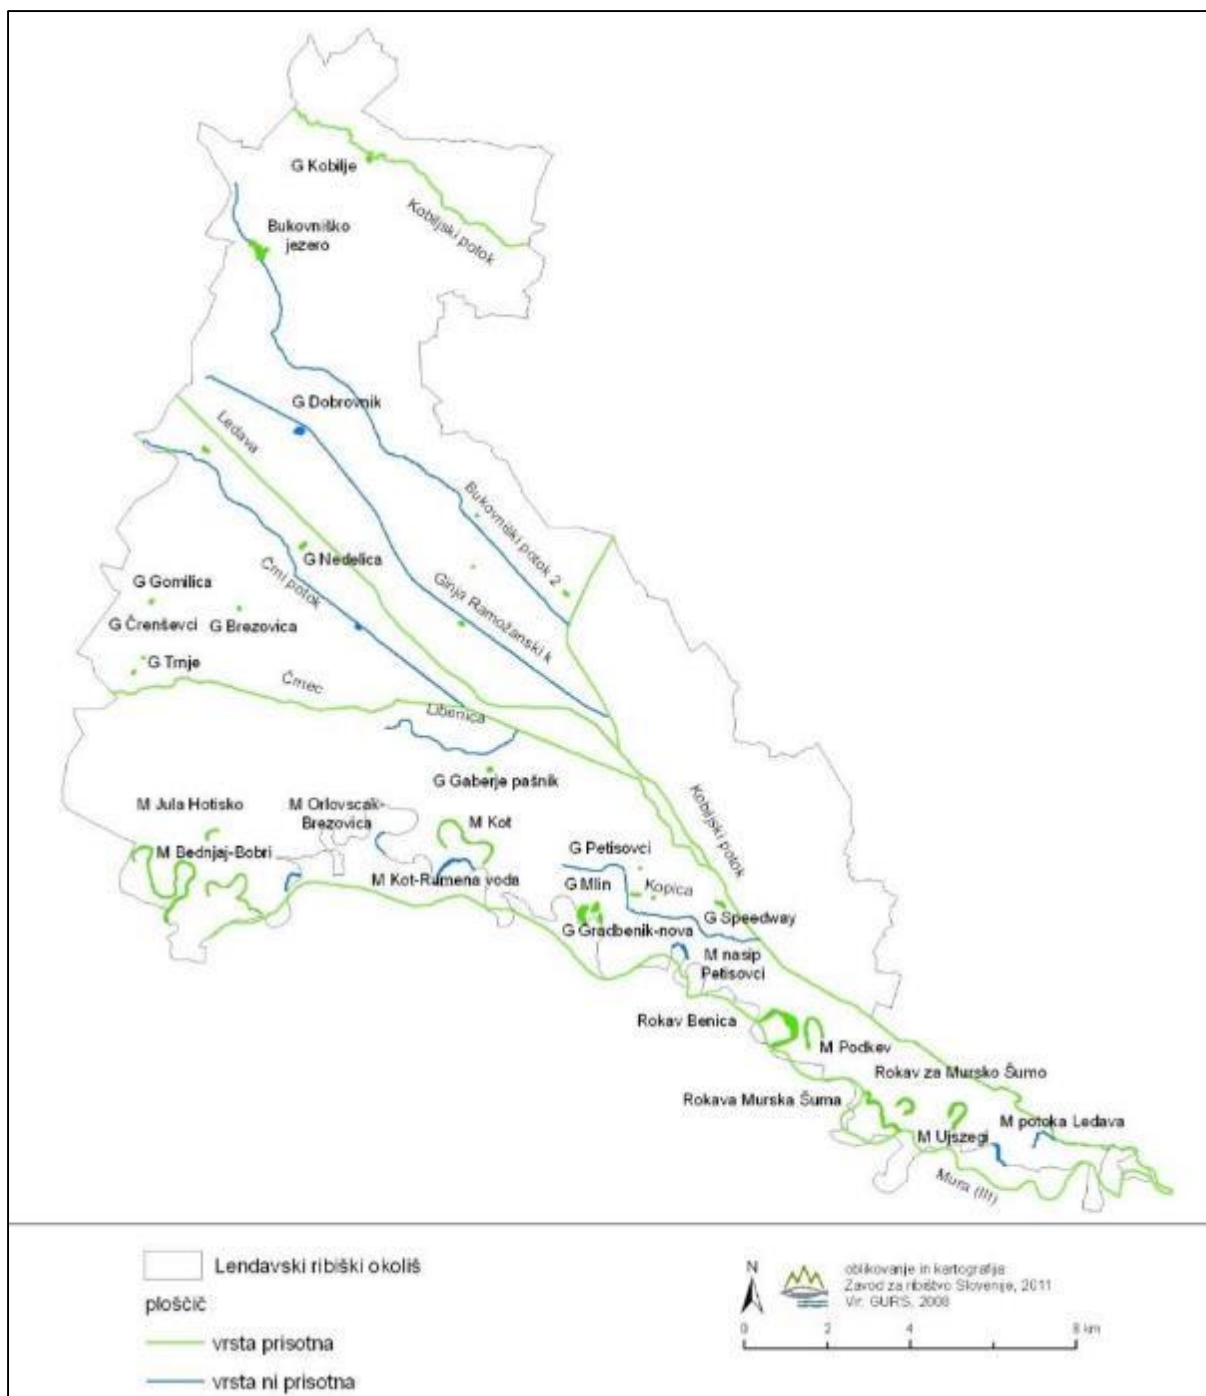 G Kobilje
Kobiljski potok
Bukovniško
jezero
G Dobrovnik
Ledava
Bukovniški potok 2
G Nedelica
Črni potok
Ginja Ramožanski k
G Gomilica
G Črenševci
G Brezovica
G Trnje
Črnec
Libenica
G Gaberje pašnik
Kobiljski potok
M Jula Hotisko
M Orlovscak-
Brezovica
M Kot
M Bednjaj-Bobri
M Kot-Rumena voda
G Petisovci
G Mlin
Kopica
G Speedway
G Gradbenik-nova
M nasip
Petisovci
Rokav Benica
M Podkev
Rokav za Mursko Šumo
Rokava Murska Šuma
M Ujszegi
M potoka Ledava
Mura (III)
Lendavski ribiški okoliš
ploščič
vrsta prisotna
vrsta ni prisotna
N
oblikovanje in kartografija:
Zavod za ribištvo Slovenije, 2011
Vir: GURS, 2008
0 2 4 8 km